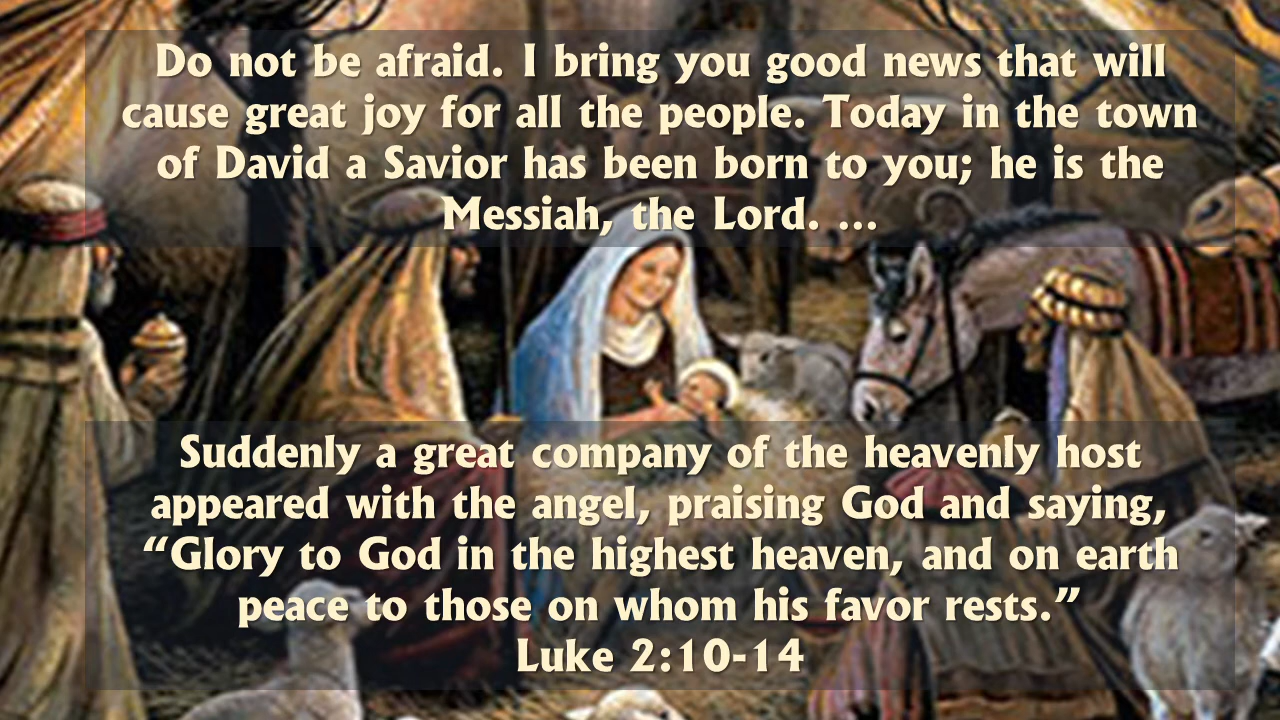 Do not be afraid. I bring you good news that will
cause great joy for all the people. Today in the town
of David a Savior has been born to you; he is the
Messiah, the Lord. ...
Suddenly a great company of the heavenly host
appeared with the angel, praising God and saying,
“Glory to God in the highest heaven, and on earth
peace to those on whom his favor rests.”
Luke 2:10-14